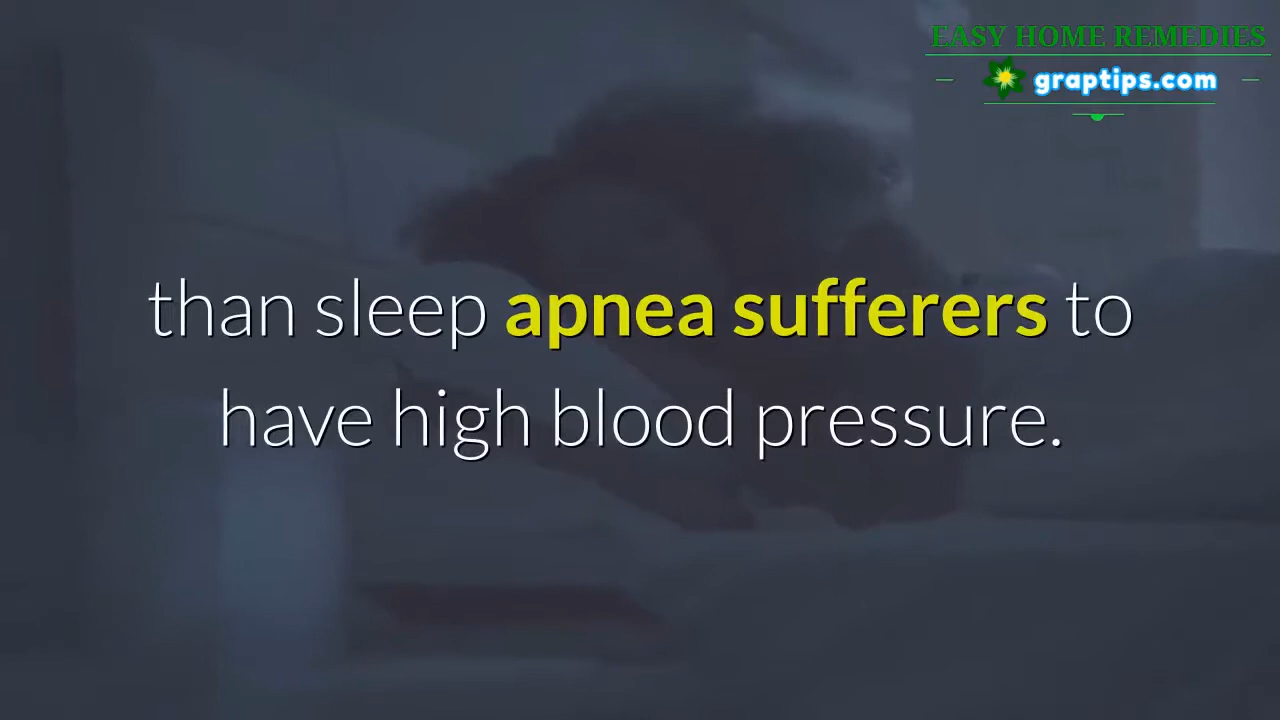 EASY HOME REMEDIES
graptips.com
than sleep apnea sufferers to
have high blood pressure.